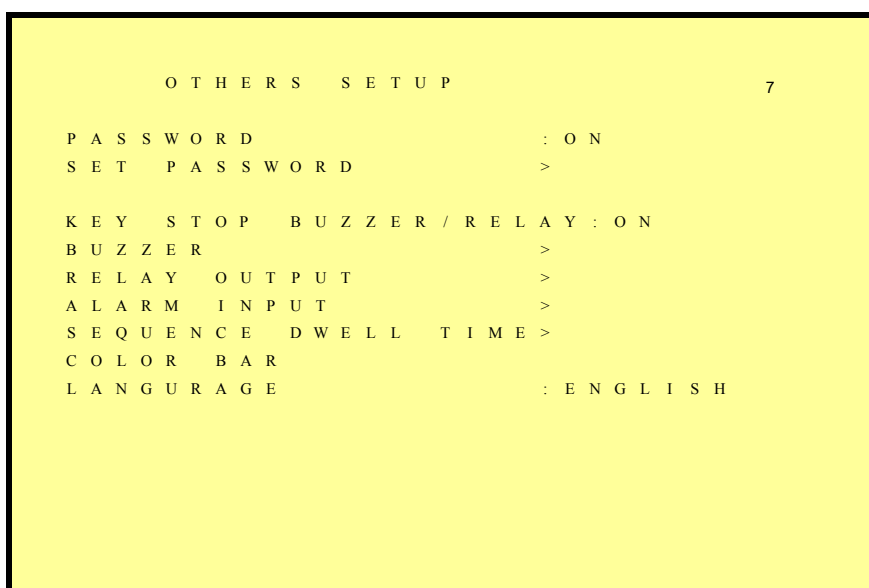 OTHERS SETUP 7
PASSWORD :ON
SET PASSWORD >
KEY STOP BUZZER/RELAY:ON
BUZZER >
RELAY OUTPUT >
ALARM INPUT >
SEQUENCE DWELL TIME>
COLOR BAR
LANGURAGE :ENGLISH